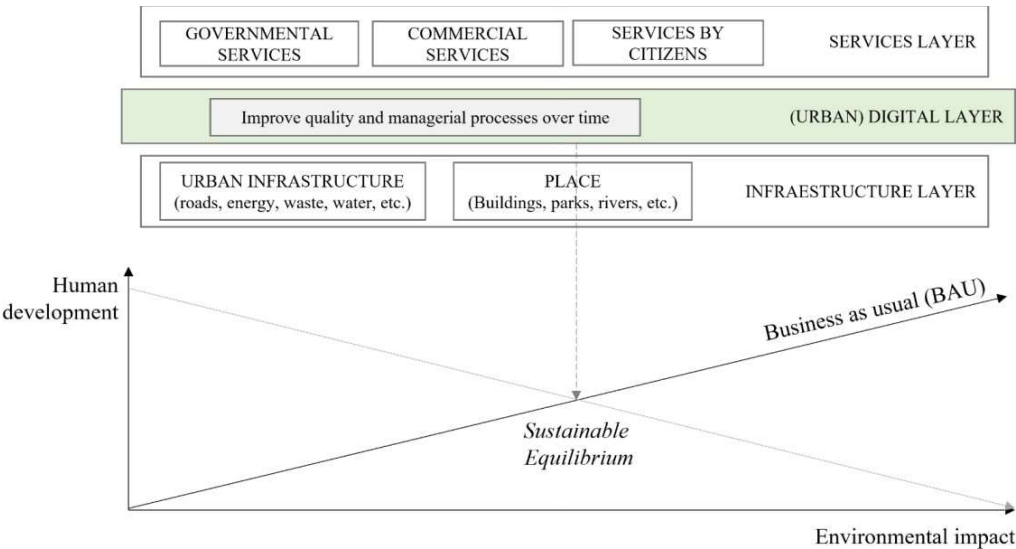 GOVERNMENTAL
SERVICES
COMMERCIAL
SERVICES
SERVICES BY
CITIZENS
SERVICES LAYER
Improve quality and managerial processes over time
(URBAN) DIGITAL LAYER
URBAN INFRASTRUCTURE
(roads, energy, waste, water, etc.)
PLACE
(Buildings, parks, rivers, etc.)
INFRAESTRUCTURE LAYER
Human
development
Business as usual (BAU)
Sustainable
Equilibrium
Environmental impact